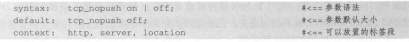 syntax: tcp_nopush on | off; #<== 参数语法
default: tcp_nopush off; #<== 参数默认大小
context: http, server, location #<== 可以放置的标签段